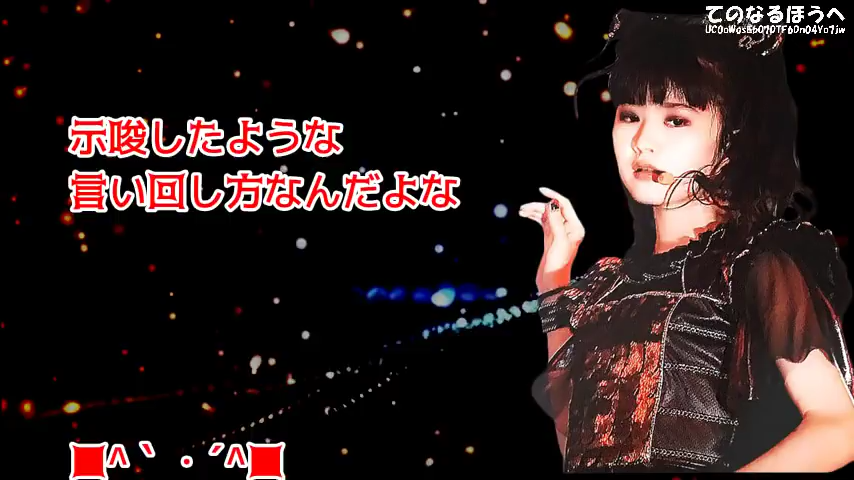 てのなるほうへ
示唆したような
言い回し方なんだよな
■^ ｀ ・ ´^■